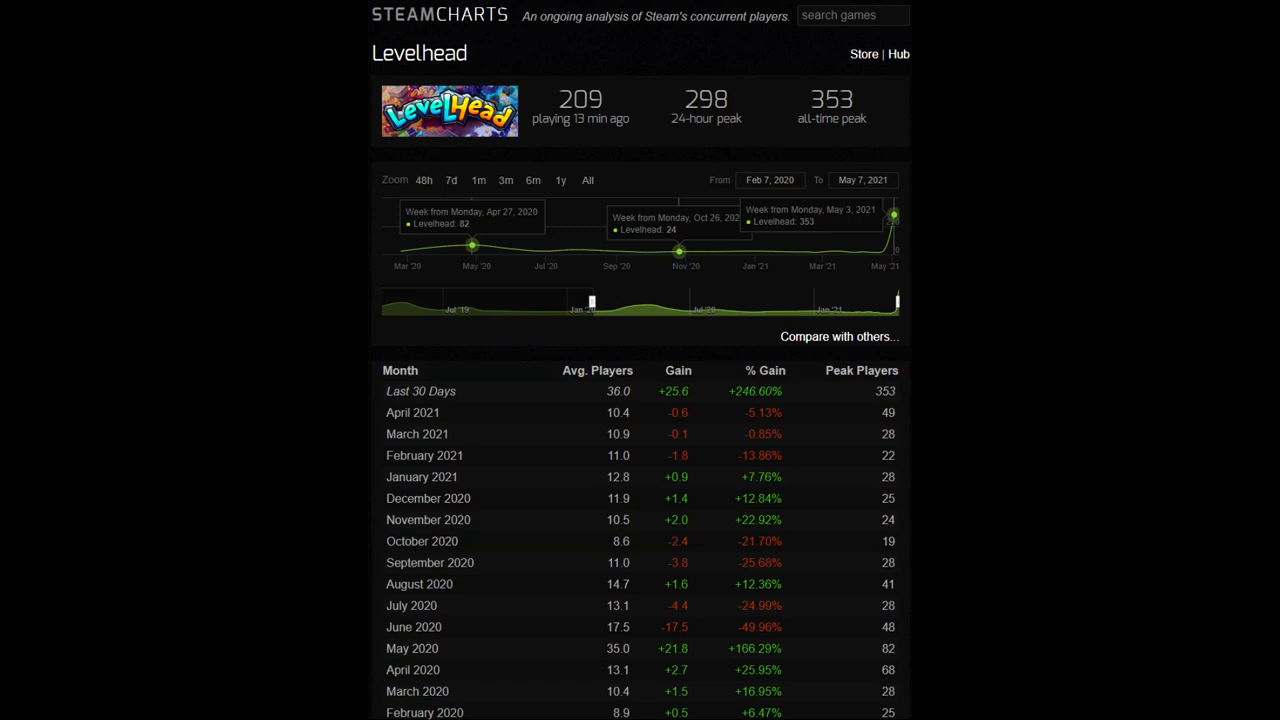 STEAMCHARTS An ongoing analysis of Steam's concurrent players. search games
Levelhead Store | Hub
LEVELHEAD
209 298 353
playing 13 min ago 24-hour peak all-time peak
Zoom 48h 7d 1m 3m 6m 1y All From Feb 7, 2020 To May 7, 2021
Week from Monday, Apr 27, 2020
Levelhead: 82
Week from Monday, Oct 26, 202
Levelhead: 24
Week from Monday, May 3, 2021
Levelhead: 353
0
Mar '20 May '20 Jul '20 Sep '20 Nov '20 Jan '21 Mar '21 May '21
Jul '19 Jan '20 Jul '20 Jan '21
Compare with others...
Month Avg. Players Gain % Gain Peak Players
Last 30 Days 36.0 +25.6 +246.60% 353
April 2021 10.4 -0.6 -5.13% 49
March 2021 10.9 -0.1 -0.85% 28
February 2021 11.0 -1.8 -13.86% 22
January 2021 12.8 +0.9 +7.76% 28
December 2020 11.9 +1.4 +12.84% 25
November 2020 10.5 +2.0 +22.92% 24
October 2020 8.6 -2.4 -21.70% 19
September 2020 11.0 -3.8 -25.68% 28
August 2020 14.7 +1.6 +12.36% 41
July 2020 13.1 -4.4 -24.99% 28
June 2020 17.5 -17.5 -49.96% 48
May 2020 35.0 +21.8 +166.29% 82
April 2020 13.1 +2.7 +25.95% 68
March 2020 10.4 +1.5 +16.95% 28
February 2020 8.9 +0.5 +6.47% 25